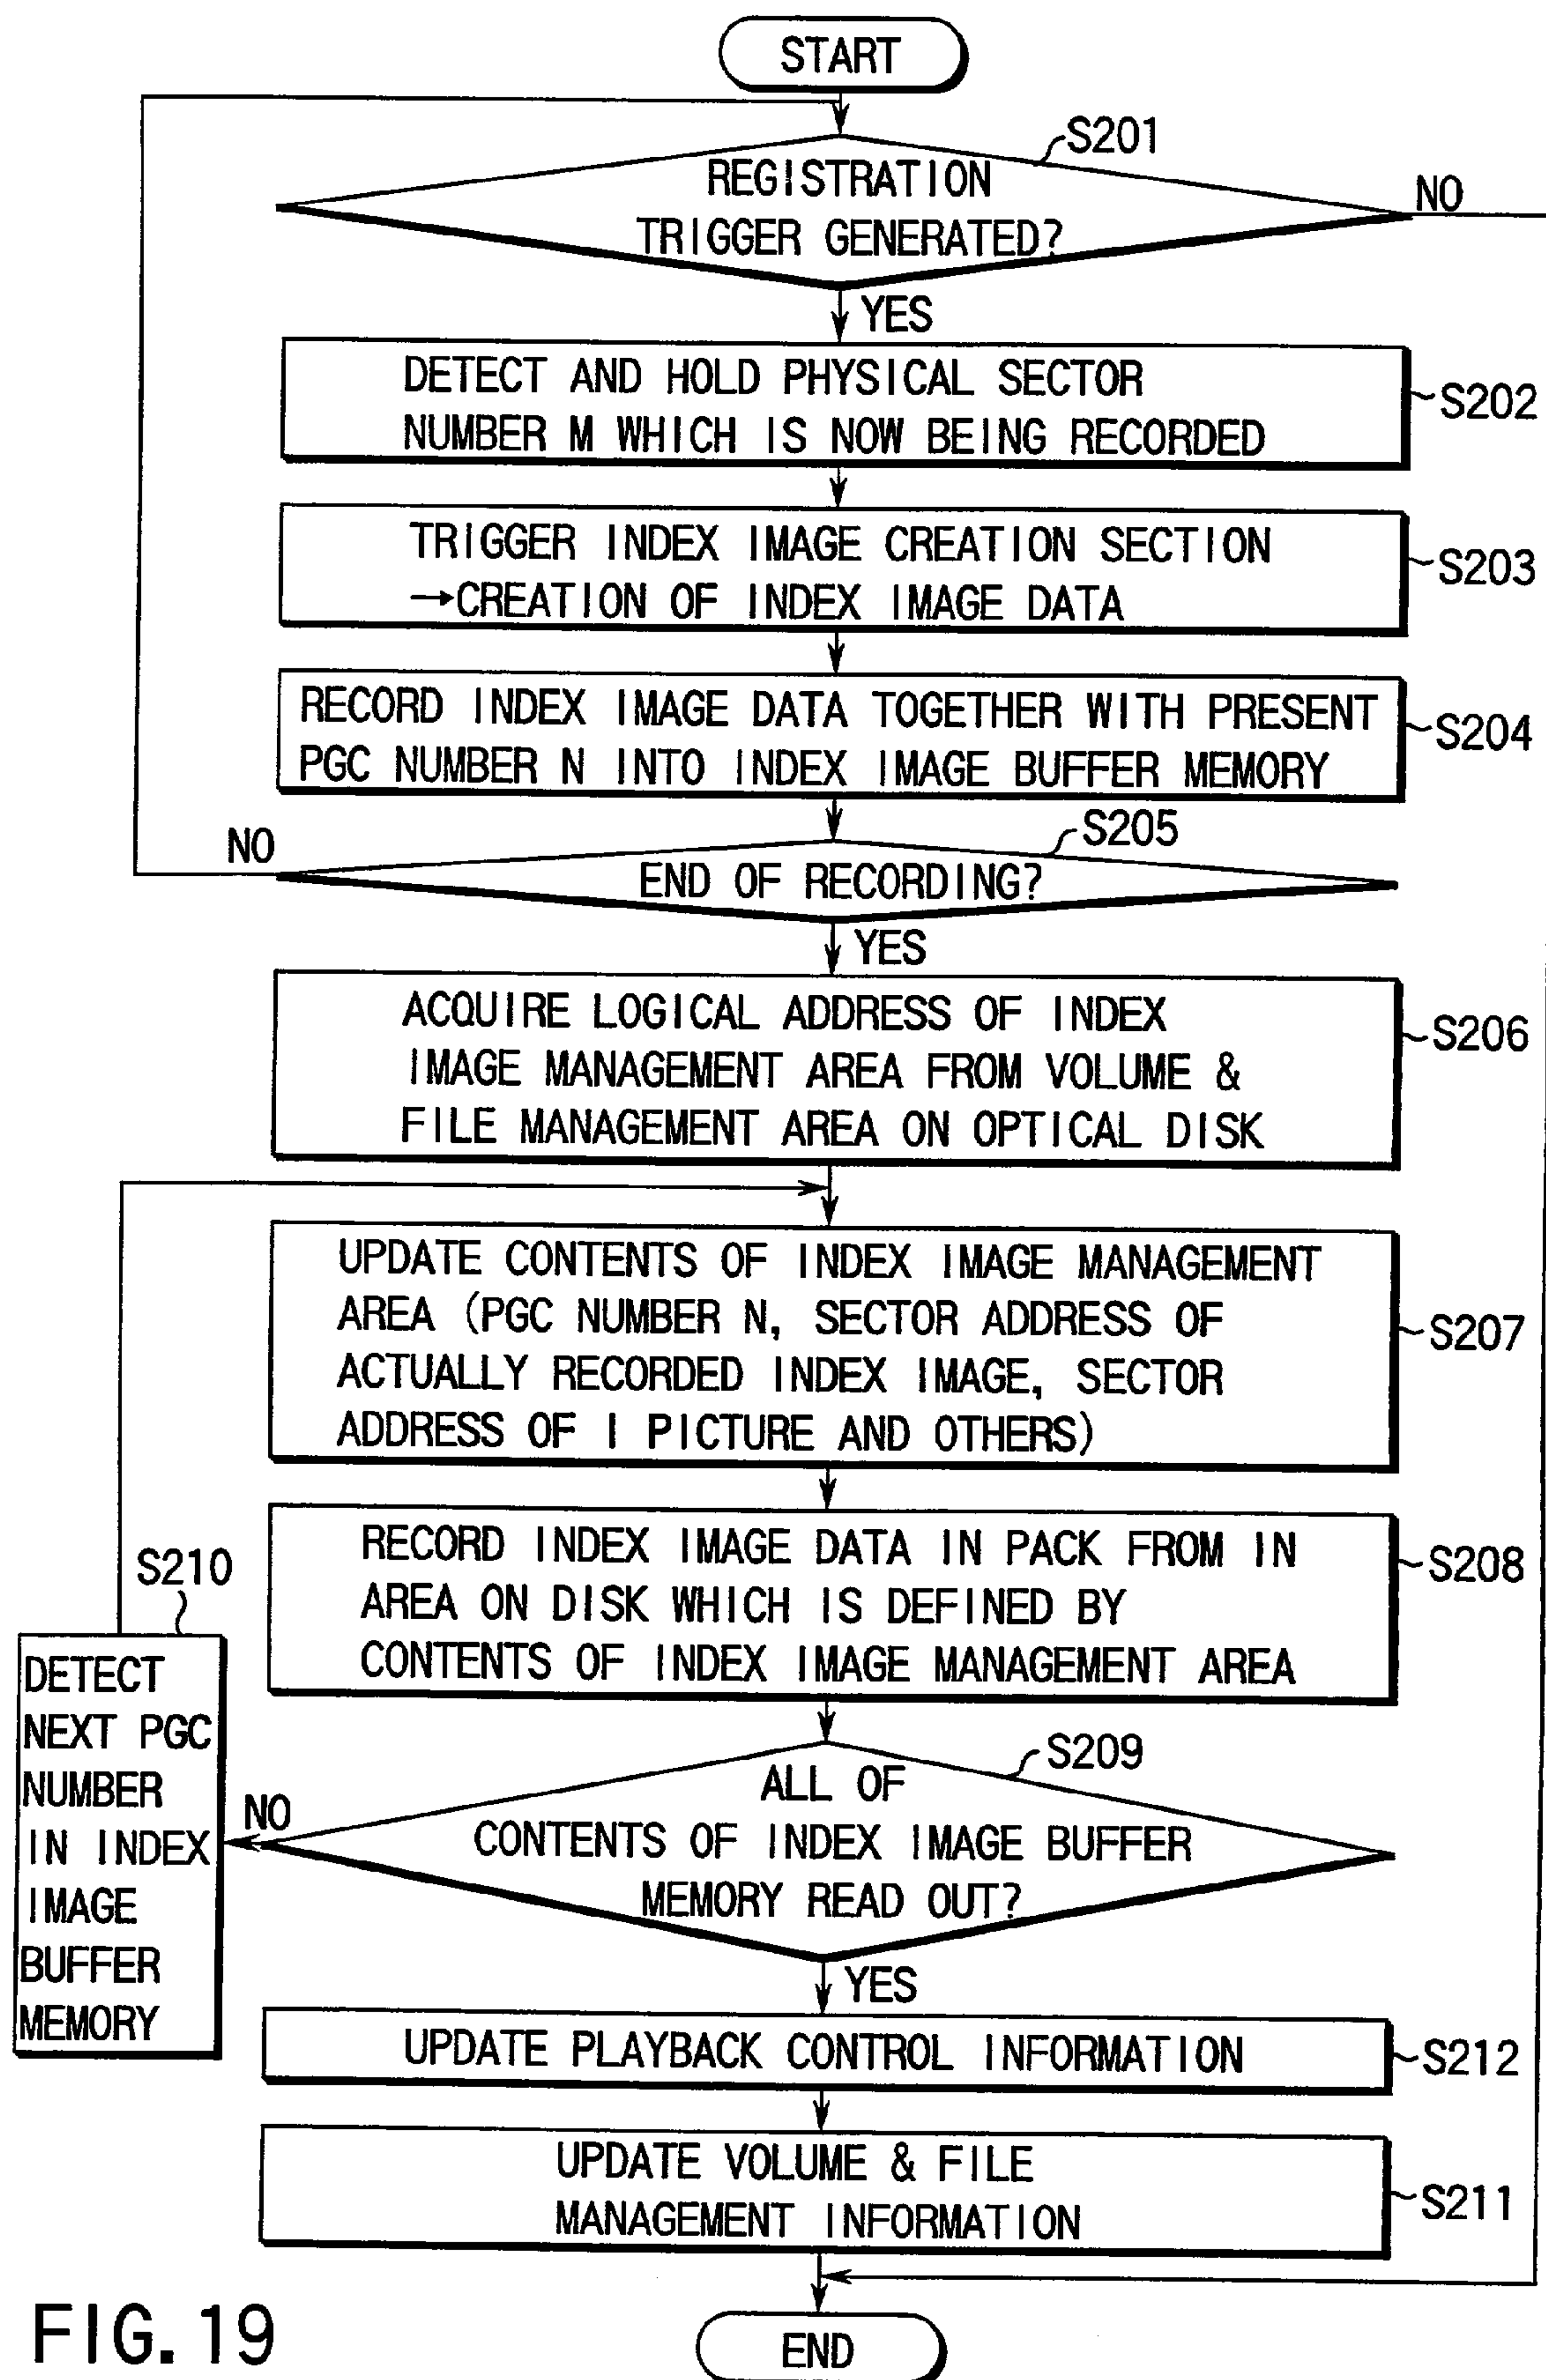 START
S201
REGISTRATION
TRIGGER GENERATED?
NO
YES
DETECT AND HOLD PHYSICAL SECTOR
NUMBER M WHICH IS NOW BEING RECORDED
S202
TRIGGER INDEX IMAGE CREATION SECTION
→CREATION OF INDEX IMAGE DATA
S203
RECORD INDEX IMAGE DATA TOGETHER WITH PRESENT
PGC NUMBER N INTO INDEX IMAGE BUFFER MEMORY
S204
S205
NO
END OF RECORDING?
YES
ACQUIRE LOGICAL ADDRESS OF INDEX
IMAGE MANAGEMENT AREA FROM VOLUME &
FILE MANAGEMENT AREA ON OPTICAL DISK
S206
UPDATE CONTENTS OF INDEX IMAGE MANAGEMENT
AREA (PGC NUMBER N, SECTOR ADDRESS OF
ACTUALLY RECORDED INDEX IMAGE, SECTOR
ADDRESS OF I PICTURE AND OTHERS)
S207
RECORD INDEX IMAGE DATA IN PACK FROM IN
AREA ON DISK WHICH IS DEFINED BY
CONTENTS OF INDEX IMAGE MANAGEMENT AREA
S208
S210
DETECT
NEXT PGC
NUMBER
IN INDEX
IMAGE
BUFFER
MEMORY
S209
NO
ALL OF
CONTENTS OF INDEX IMAGE BUFFER
MEMORY READ OUT?
YES
UPDATE PLAYBACK CONTROL INFORMATION
S212
UPDATE VOLUME & FILE
MANAGEMENT INFORMATION
S211
END
FIG. 19